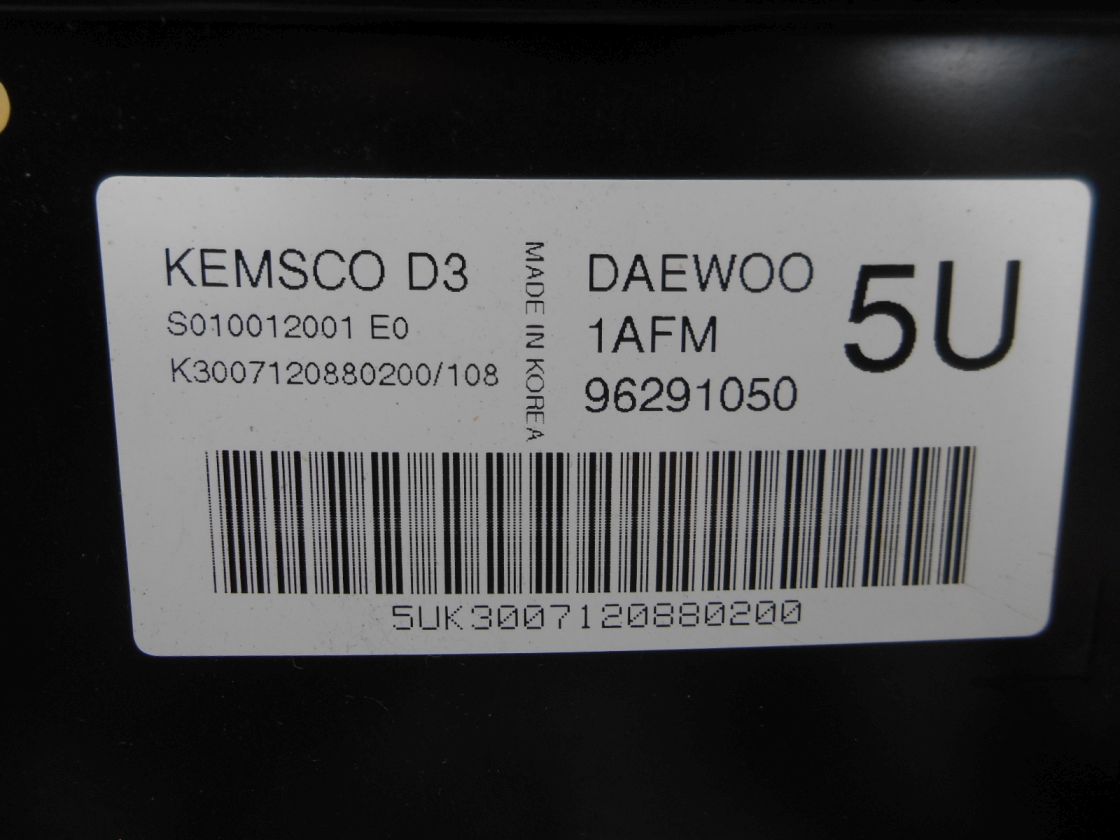 KEMSCO D3
S010012001 E0
K3007120880200/108
MADE IN KOREA
DAEWOO
1AFM
96291050
5U
5UK3007120880200